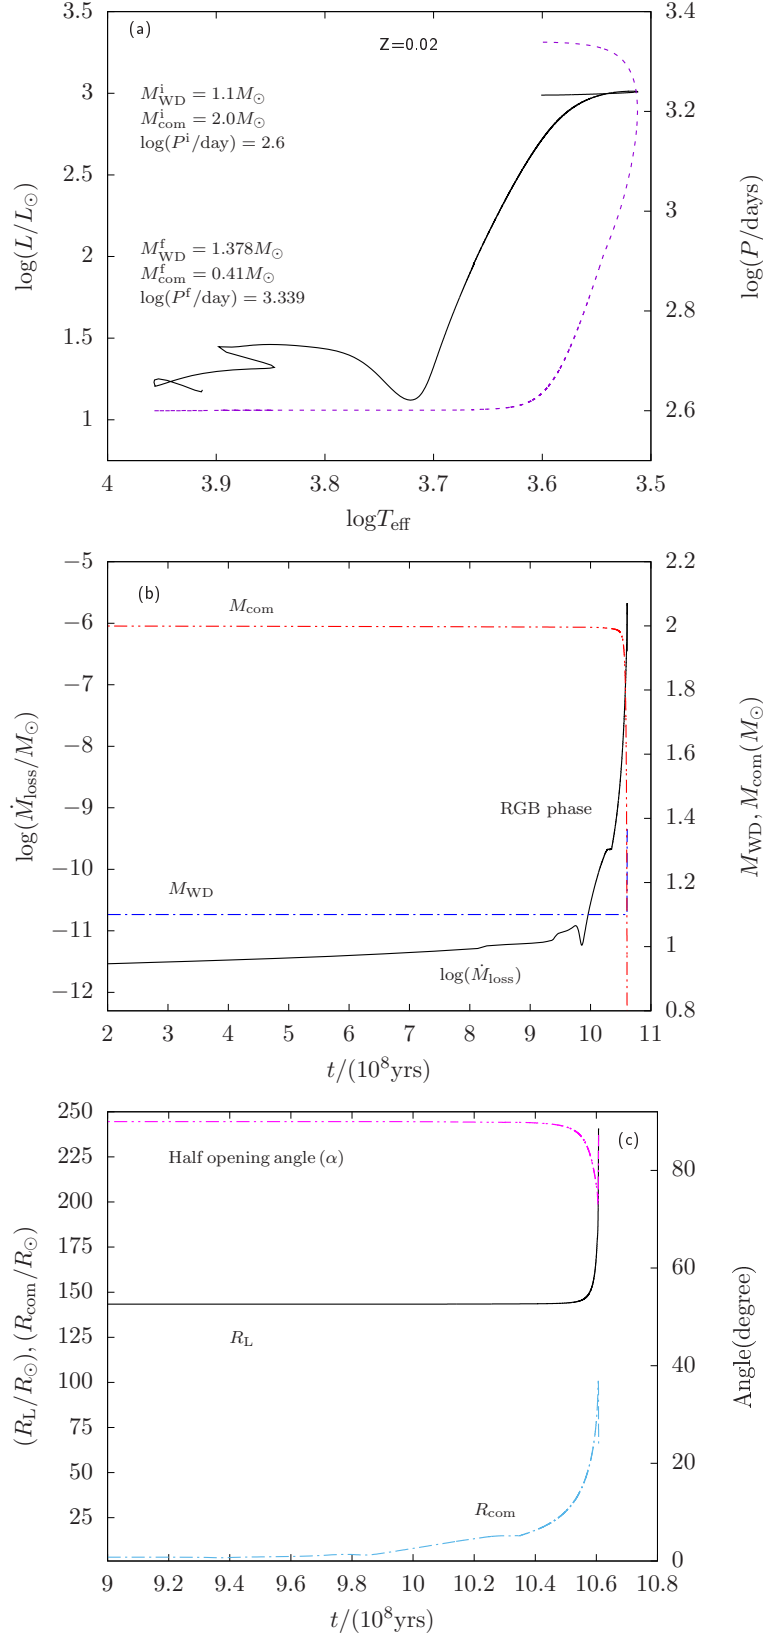 (a)
Z=0.02
M^i_WD = 1.1M_⊙
M^i_com = 2.0M_⊙
log(P^i/day) = 2.6
M^f_WD = 1.378M_⊙
M^f_com = 0.41M_⊙
log(P^f/day) = 3.339
log(L/L_⊙)
3.5
3
2.5
2
1.5
1
log(P/days)
3.4
3.2
3
2.8
2.6
4 3.9 3.8 3.7 3.6 3.5
logT_eff
(b)
M_com
RGB phase
M_WD
log(Ṁ_loss)
log(Ṁ_loss/M_⊙)
−5
−6
−7
−8
−9
−10
−11
−12
M_WD, M_com(M_⊙)
2.2
2
1.8
1.6
1.4
1.2
1
0.8
2 3 4 5 6 7 8 9 10 11
t/(10^8yrs)
(c)
Half opening angle (α)
R_L
R_com
(R_L/R_⊙), (R_com/R_⊙)
250
225
200
175
150
125
100
75
50
25
Angle(degree)
80
60
40
20
0
9 9.2 9.4 9.6 9.8 10 10.2 10.4 10.6 10.8
t/(10^8yrs)